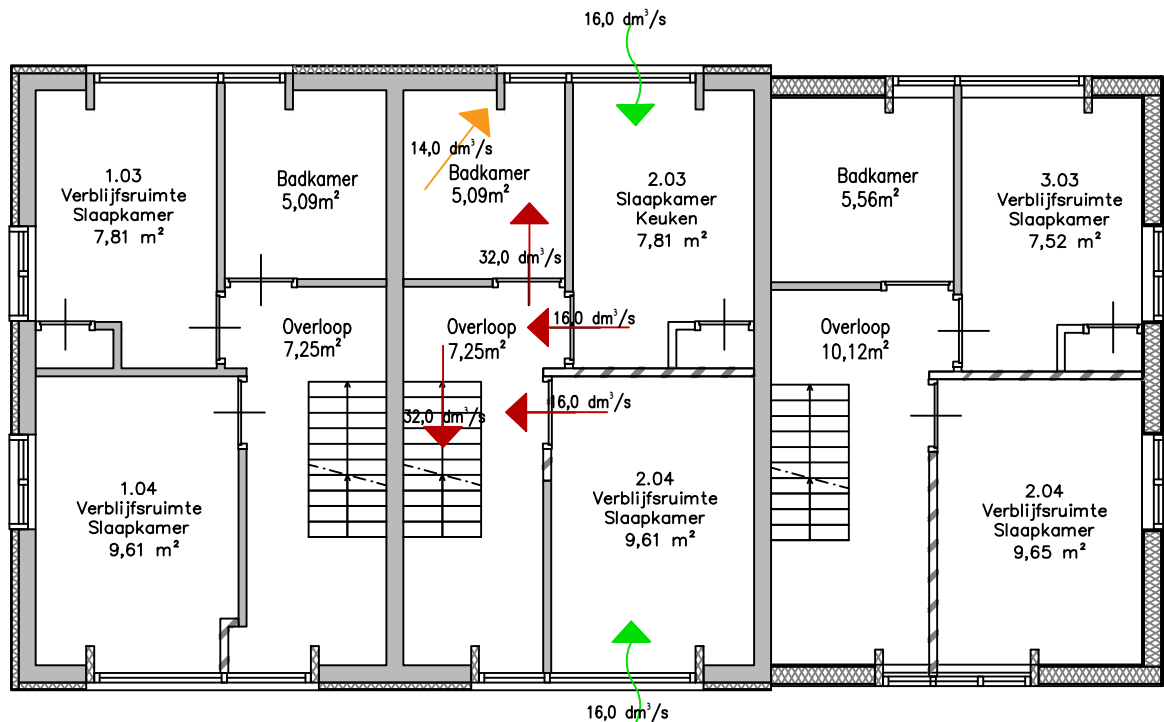 16,0 dm³/s
14,0 dm³/s
1.03
Verblijfsruimte
Slaapkamer
7,81 m²
Badkamer
5,09m²
Badkamer
5,09m²
2.03
Slaapkamer
Keuken
7,81 m²
Badkamer
5,56m²
3.03
Verblijfsruimte
Slaapkamer
7,52 m²
32,0 dm³/s
16,0 dm³/s
Overloop
7,25m²
Overloop
7,25m²
Overloop
10,12m²
16,0 dm³/s
32,0 dm³/s
1.04
Verblijfsruimte
Slaapkamer
9,61 m²
2.04
Verblijfsruimte
Slaapkamer
9,61 m²
2.04
Verblijfsruimte
Slaapkamer
9,65 m²
16,0 dm³/s